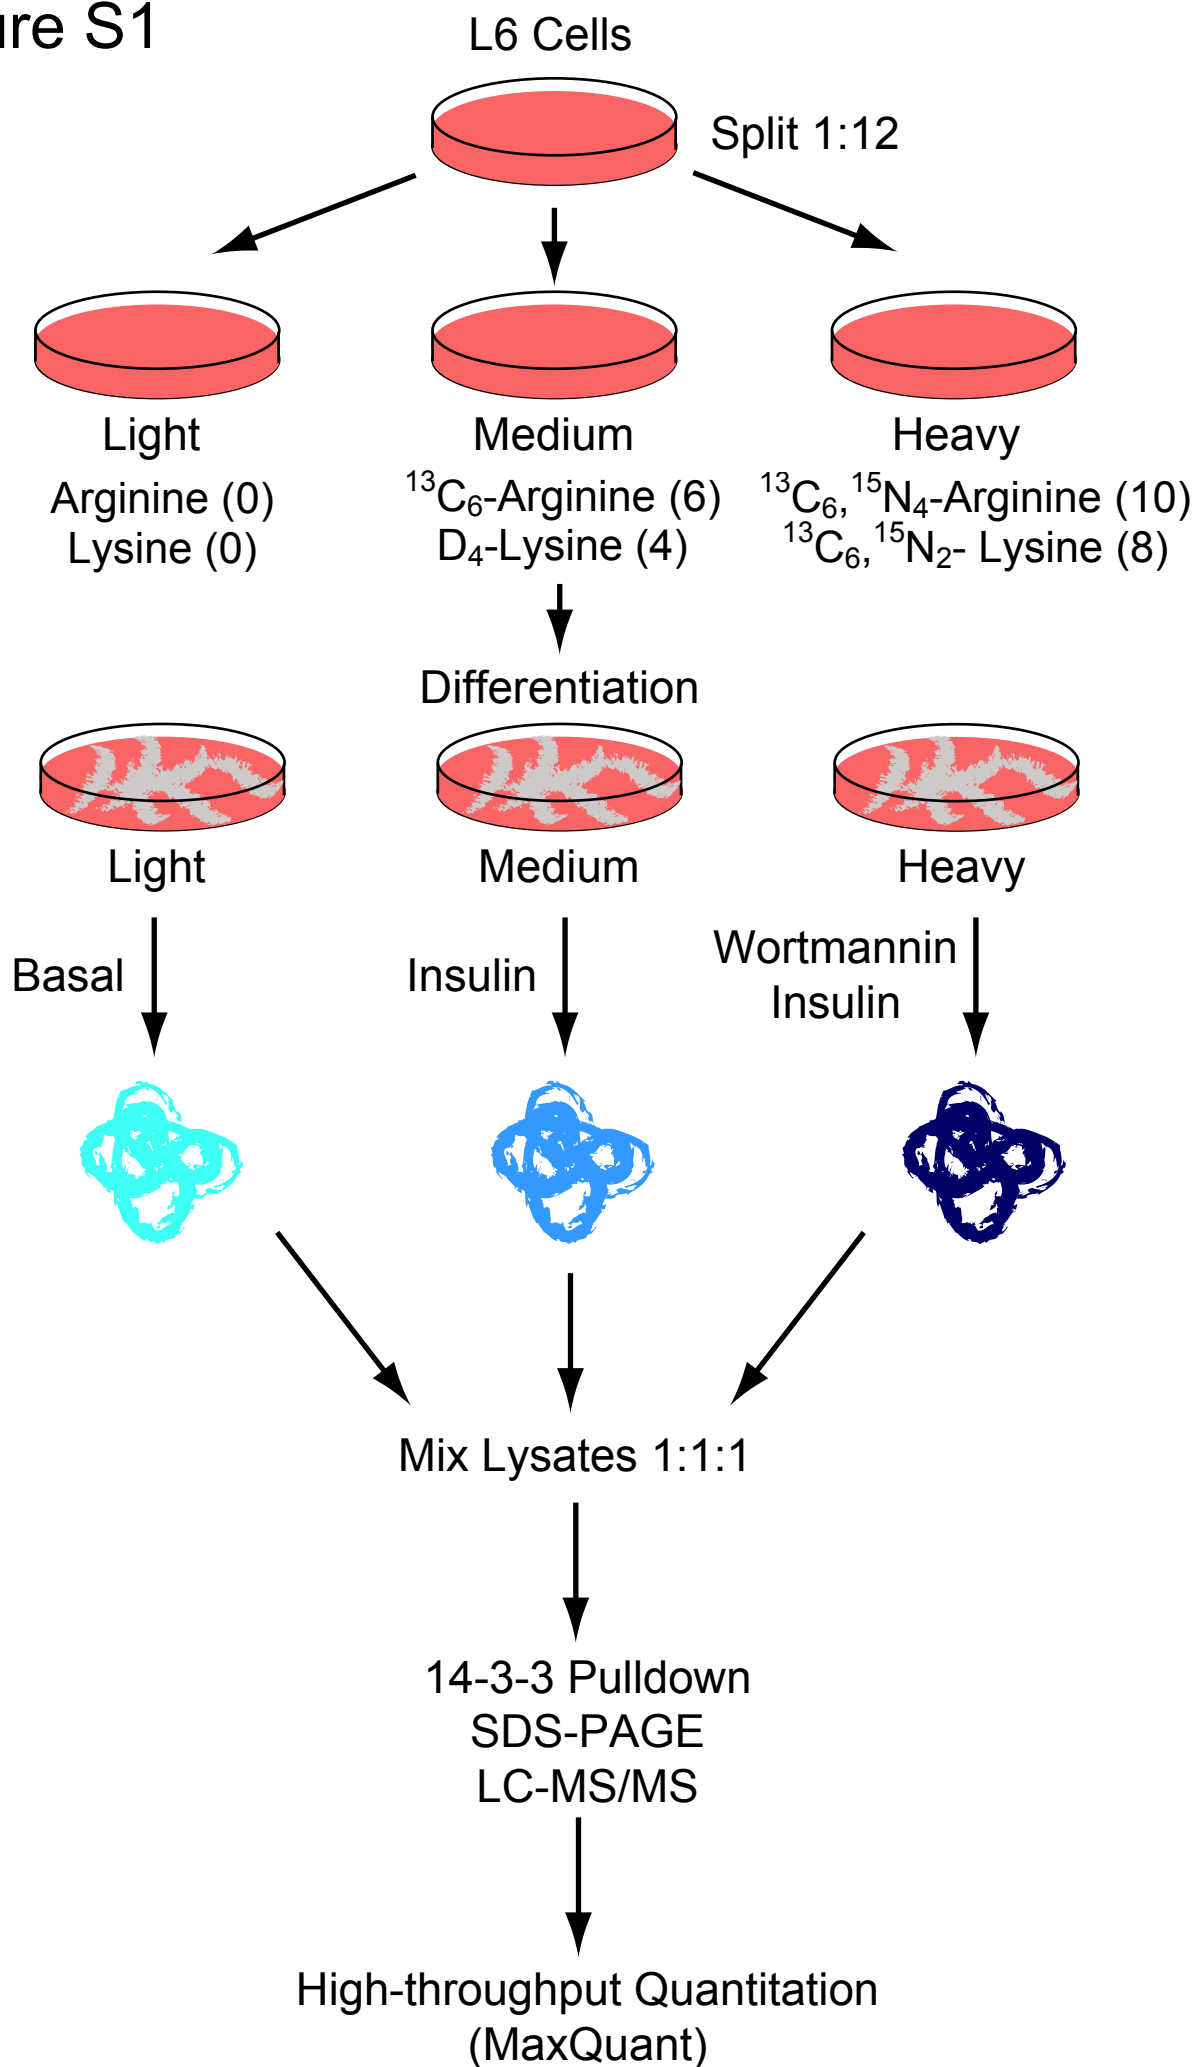 S1
L6 Cells
Split 1:12
Light
Medium
Heavy
Arginine (0)
¹³C₆-Arginine (6)
¹³C₆,¹⁵N₄-Arginine (10)
Lysine (0)
D₄-Lysine (4)
¹³C₆,¹⁵N₂- Lysine (8)
Differentiation
Light
Medium
Heavy
Basal
Insulin
Wortmannin
Insulin
Mix Lysates 1:1:1
14-3-3 Pulldown
SDS-PAGE
LC-MS/MS
High-throughput Quantitation
(MaxQuant)